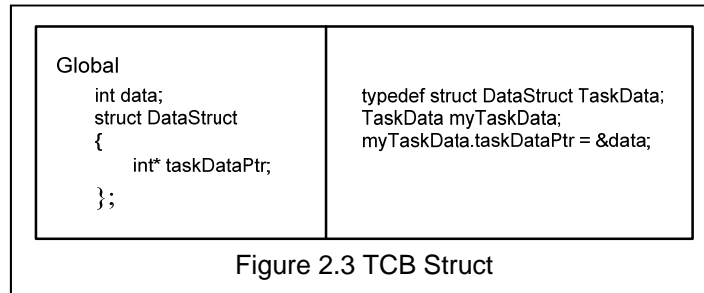 Global
int data;
struct DataStruct
{
int* taskDataPtr;
};
typedef struct DataStruct TaskData;
TaskData myTaskData;
myTaskData.taskDataPtr = &data;
Figure 2.3 TCB Struct